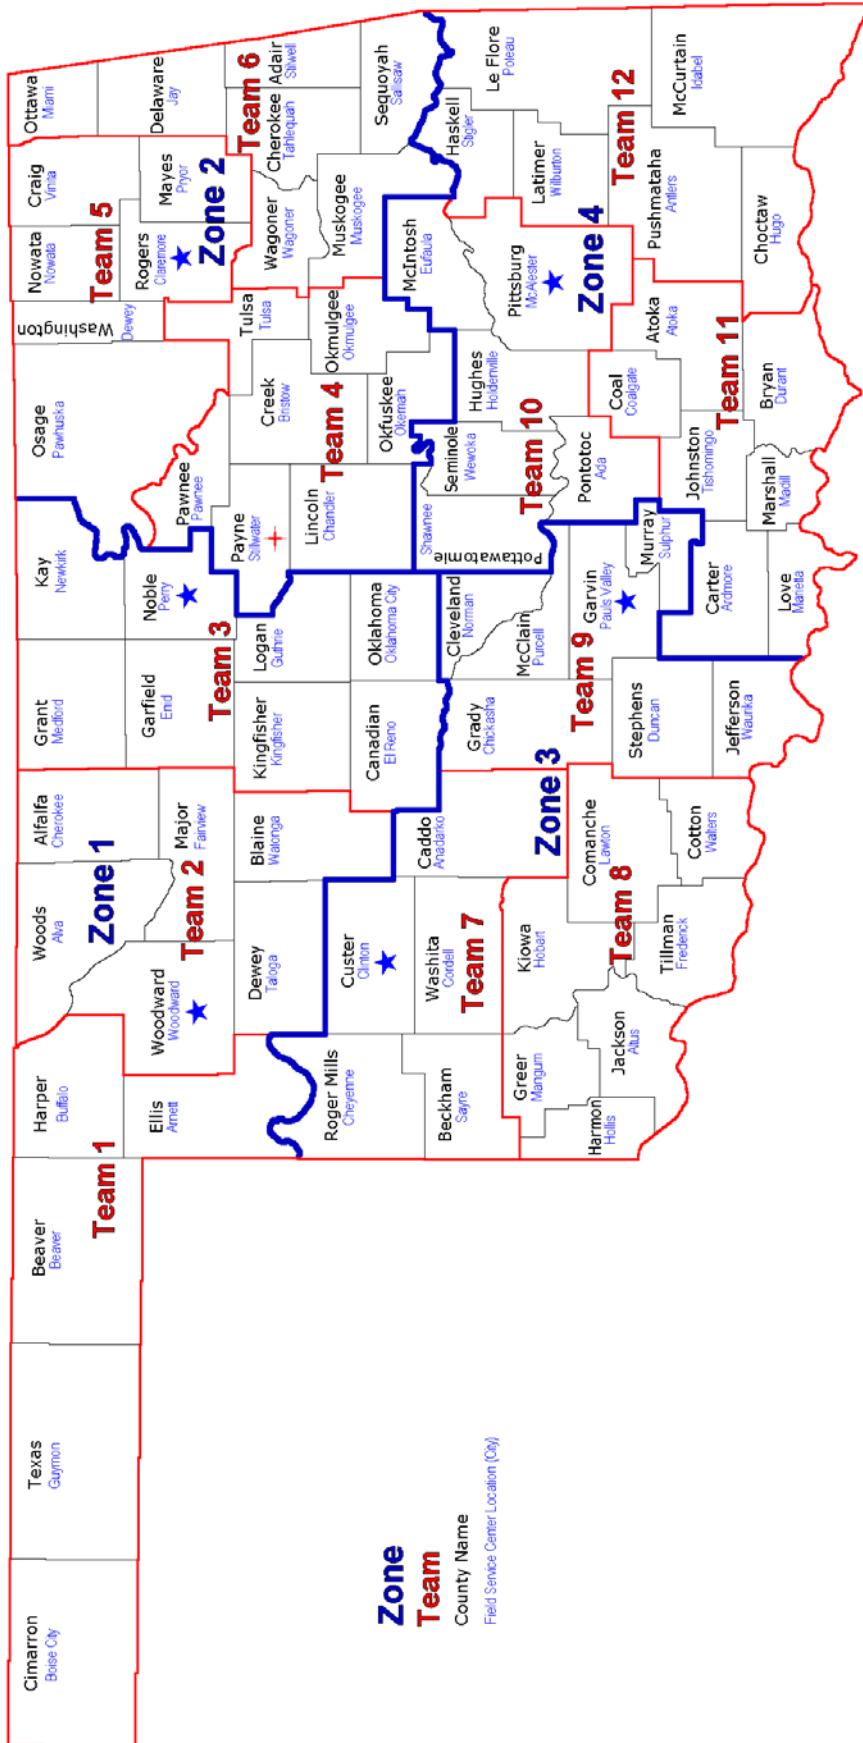 Cimarron
Boise City
Texas
Guymon
Beaver
Beaver
Team 1
Harper
Buffalo
Ellis
Arnett
Woods
Alva
Alfalfa
Cherokee
Zone 1
Woodward
Woodward
Major
Fairview
Team 2
Dewey
Taloga
Blaine
Watonga
Grant
Medford
Kay
Newkirk
Garfield
Enid
Noble
Perry
Team 3
Kingfisher
Kingfisher
Logan
Guthrie
Canadian
El Reno
Oklahoma
Oklahoma City
Osage
Pawhuska
Pawnee
Pawnee
Payne
Stillwater
Lincoln
Chandler
Creek
Bristow
Team 4
Tulsa
Tulsa
Okmulgee
Okmulgee
Okfuskee
Okemah
Washington
Dewey
Nowata
Nowata
Craig
Vinita
Ottawa
Miami
Team 5
Rogers
Claremore
Mayes
Pryor
Delaware
Jay
Zone 2
Wagoner
Wagoner
Cherokee
Tahlequah
Team 6
Adair
Stilwell
Muskogee
Muskogee
Sequoyah
Sallisaw
Roger Mills
Cheyenne
Custer
Clinton
Beckham
Sayre
Washita
Cordell
Team 7
Caddo
Anadarko
Zone 3
Greer
Mangum
Kiowa
Hobart
Harmon
Hollis
Jackson
Altus
Team 8
Comanche
Lawton
Tillman
Frederick
Cotton
Walters
Grady
Chickasha
Cleveland
Norman
McClain
Purcell
Team 9
Garvin
Pauls Valley
Murray
Sulphur
Stephens
Duncan
Jefferson
Waurika
Pottawatomie
Shawnee
Seminole
Wewoka
Hughes
Holdenville
Team 10
Pontotoc
Ada
McIntosh
Eufaula
Pittsburg
McAlester
Zone 4
Haskell
Stigler
Le Flore
Poteau
Latimer
Wilburton
Team 12
Pushmataha
Antlers
McCurtain
Idabel
Choctaw
Hugo
Coal
Coalgate
Atoka
Atoka
Team 11
Johnston
Tishomingo
Carter
Ardmore
Love
Marietta
Marshall
Madill
Bryan
Durant
Zone
Team
County Name
Field Service Center Location (City)